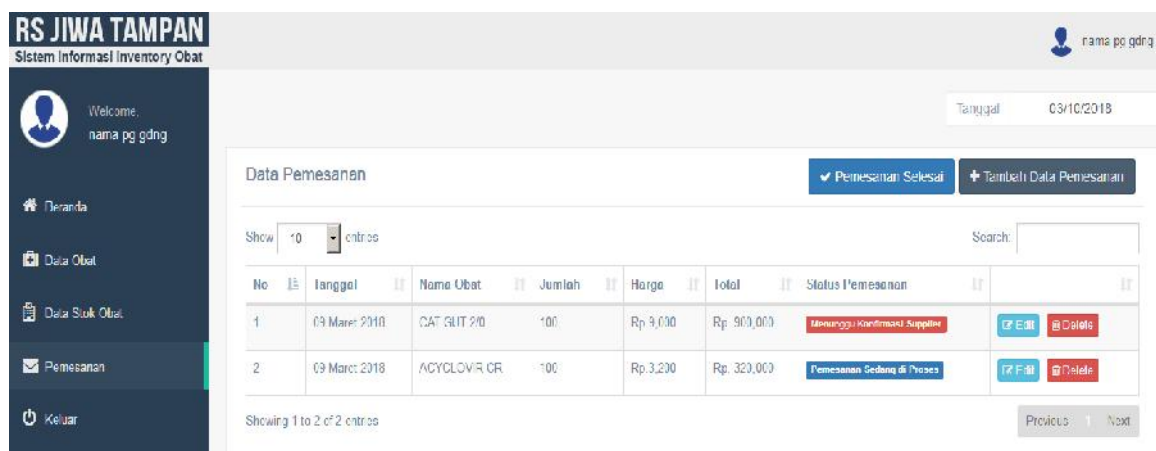 RS JIWA TAMPAN
Sistem Informasi Inventory Obat
nama pg gdng
Welcome,
nama pg gdng
Tanggal 03/10/2018
Data Pemesanan
Pemesanan Selesai
Tambah Data Pemesanan
Beranda
Data Obat
Data Stok Obat
Pemesanan
Keluar
Show 10 entries
Search:
No Tanggal Nama Obat Jumlah Harga Total Status Pemesanan
1 09 Maret 2018 CAT GUT 2/0 100 Rp.9,000 Rp. 900,000 Menunggu Konfirmasi Supplier Edit Delete
2 09 Maret 2018 ACYCLOVIR CR 100 Rp.3,200 Rp. 320,000 Pemesanan Sedang di Proses Edit Delete
Showing 1 to 2 of 2 entries
Previous 1 Next